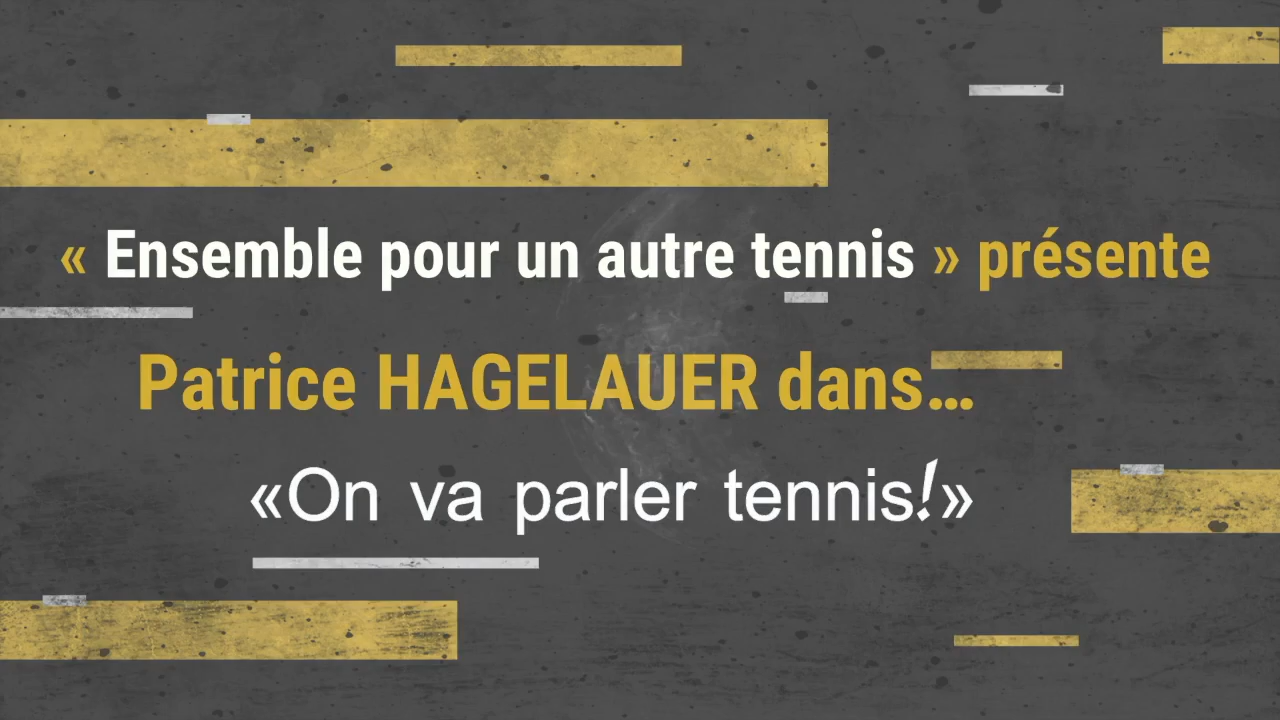 « Ensemble pour un autre tennis » présente
Patrice HAGELAUER dans...
«On va parler tennis!»